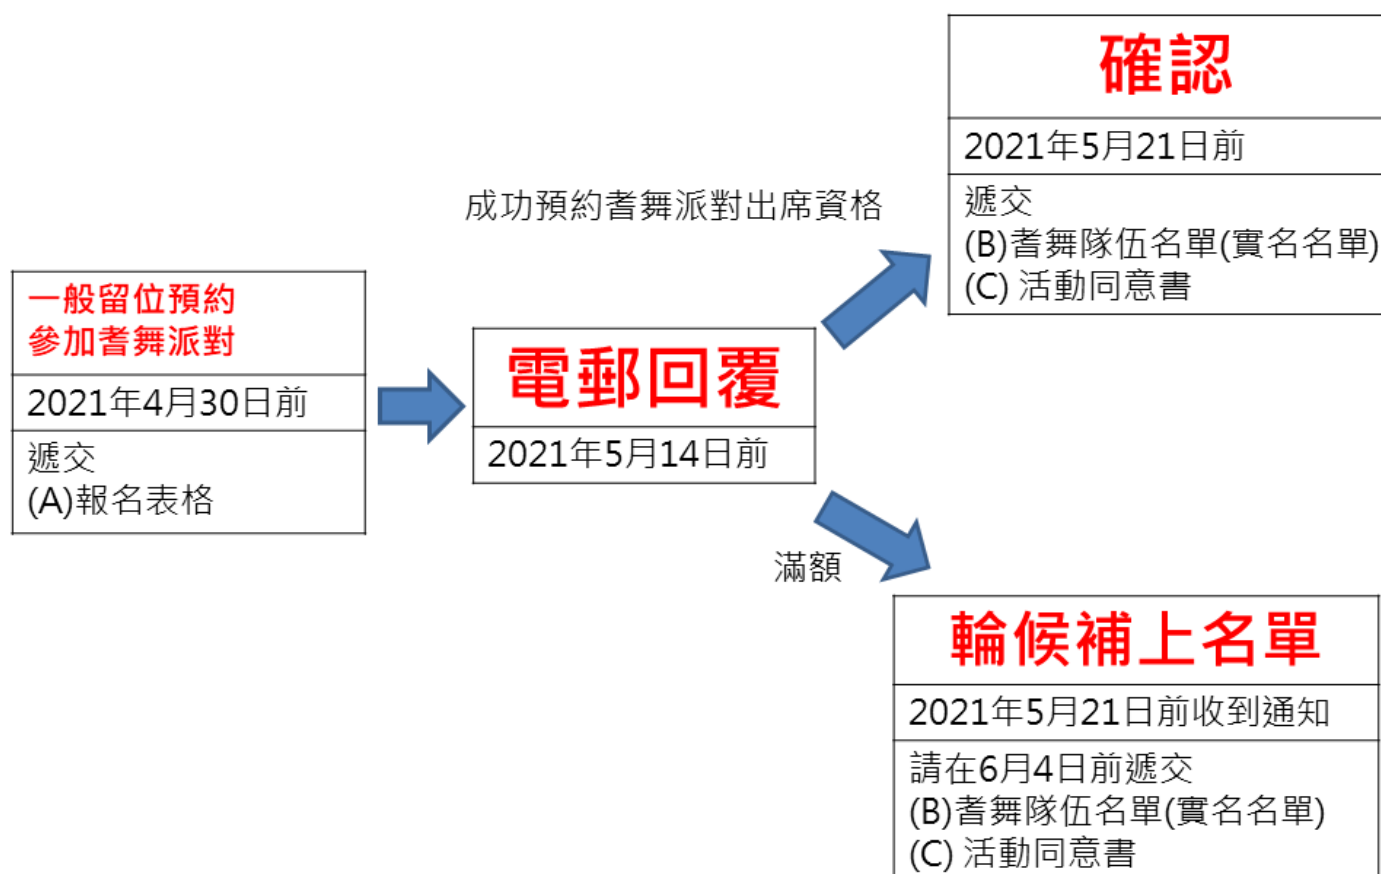 一般留位預約
參加耆舞派對
2021年4月30日前
遞交
(A)報名表格
電郵回覆
2021年5月14日前
成功預約耆舞派對出席資格
確認
2021年5月21日前
遞交
(B)耆舞隊伍名單(實名名單)
(C) 活動同意書
滿額
輪候補上名單
2021年5月21日前收到通知
請在6月4日前遞交
(B)耆舞隊伍名單(實名名單)
(C) 活動同意書